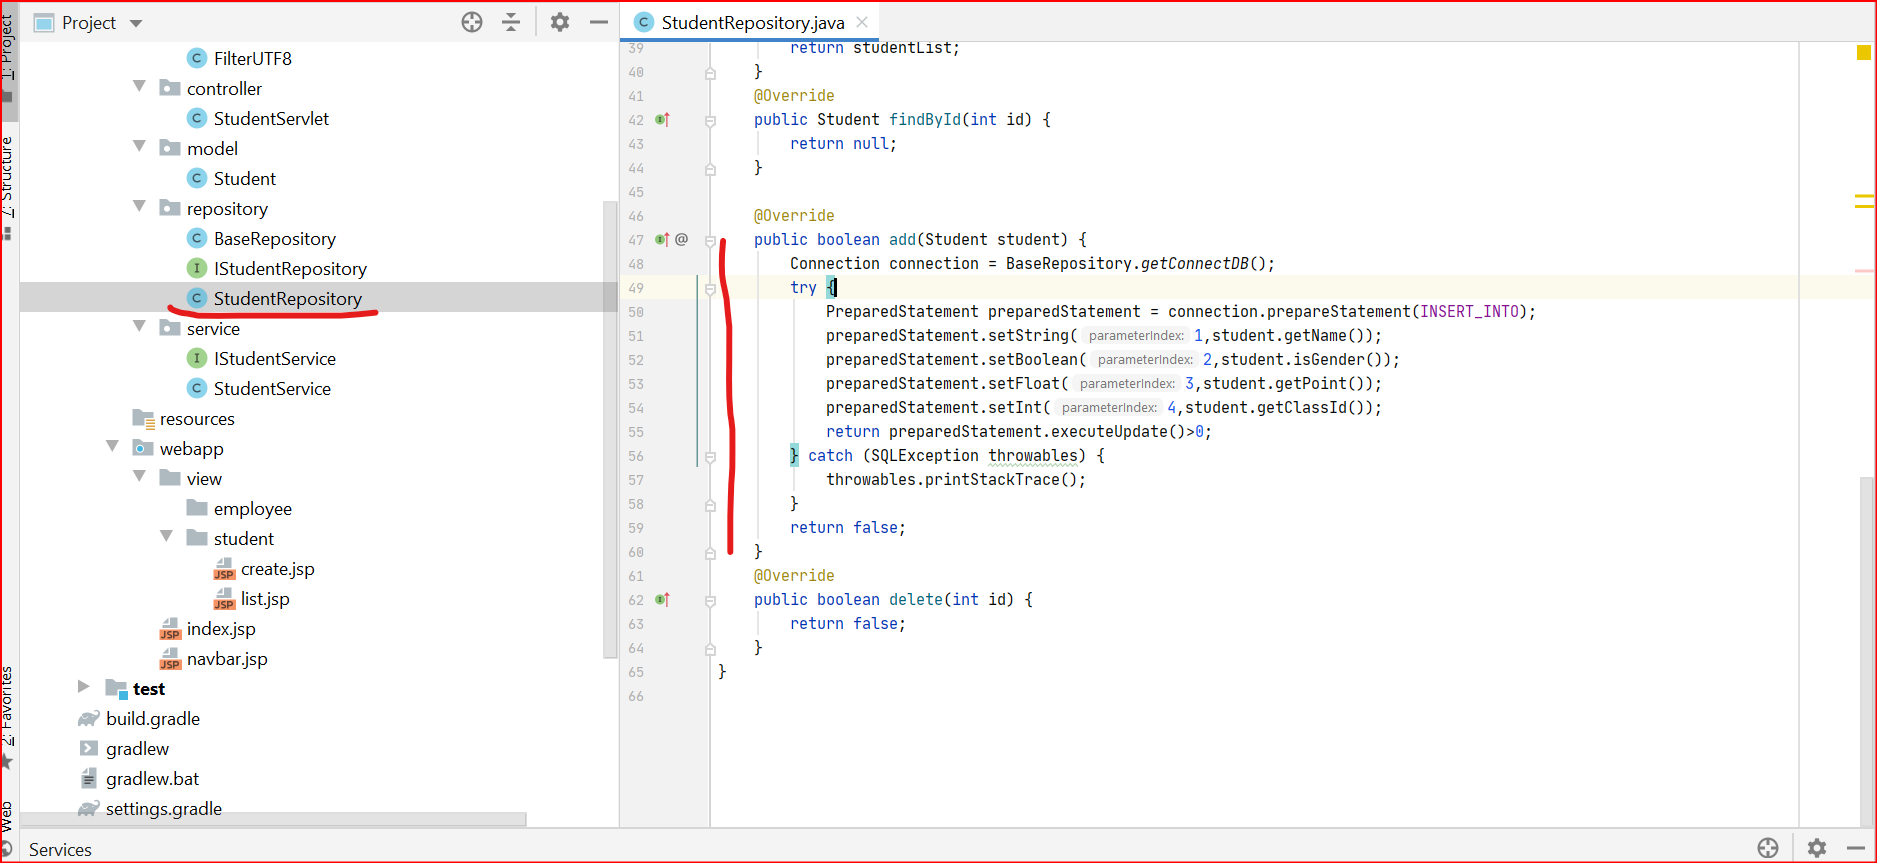 Project
StudentRepository.java
1: Project
7: Structure
2: Favorites
Web
FilterUTF8
controller
StudentServlet
model
Student
repository
BaseRepository
IStudentRepository
StudentRepository
service
IStudentService
StudentService
resources
webapp
view
employee
student
create.jsp
list.jsp
index.jsp
navbar.jsp
test
build.gradle
gradlew
gradlew.bat
settings.gradle
39 return studentList;
40 }
41 @Override
42 public Student findById(int id) {
43 return null;
44 }
45
46 @Override
47 @ public boolean add(Student student) {
48 Connection connection = BaseRepository.getConnectDB();
49 try {
50 PreparedStatement preparedStatement = connection.prepareStatement(INSERT_INTO);
51 preparedStatement.setString( parameterIndex: 1,student.getName());
52 preparedStatement.setBoolean( parameterIndex: 2,student.isGender());
53 preparedStatement.setFloat( parameterIndex: 3,student.getPoint());
54 preparedStatement.setInt( parameterIndex: 4,student.getClassId());
55 return preparedStatement.executeUpdate()>0;
56 } catch (SQLException throwables) {
57 throwables.printStackTrace();
58 }
59 return false;
60 }
61 @Override
62 public boolean delete(int id) {
63 return false;
64 }
65 }
66
Services